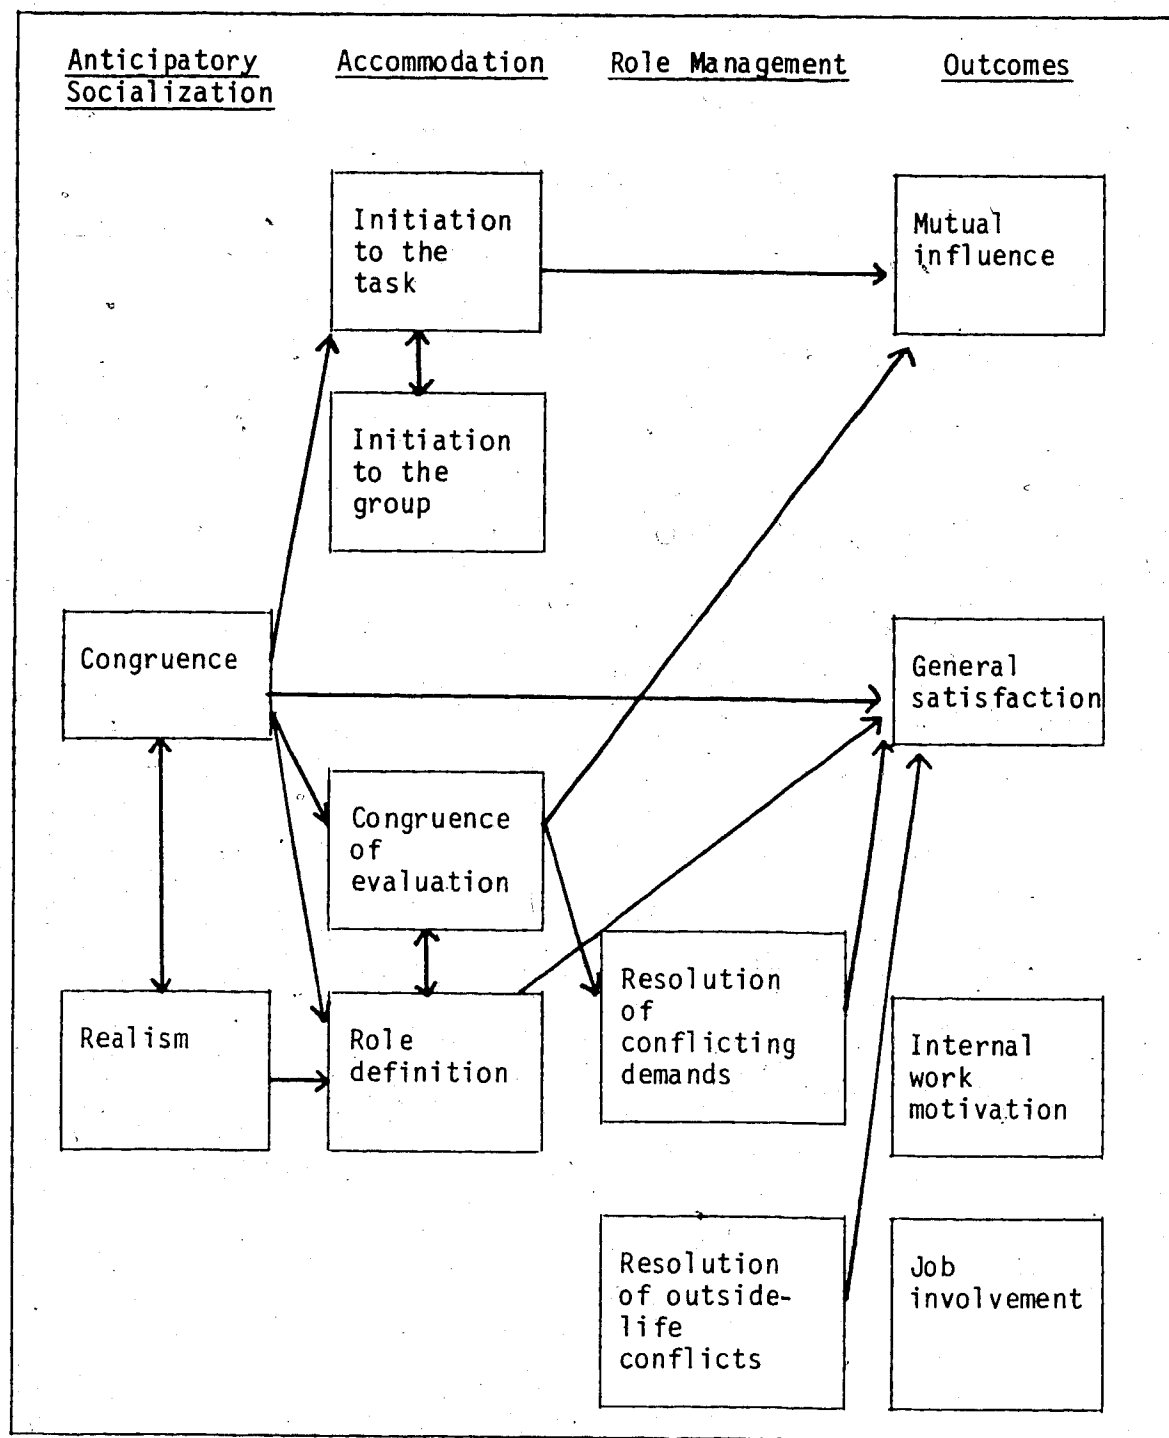 Anticipatory
Socialization
Accommodation
Role Management
Outcomes
Initiation
to the
task
Mutual
influence
Initiation
to the
group
Congruence
General
satisfaction
Congruence
of
evaluation
Realism
Role
definition
Resolution
of
conflicting
demands
Internal
work
motivation
Resolution
of outside-
life
conflicts
Job
involvement